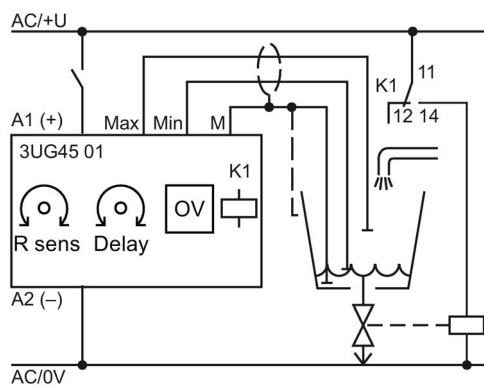 AC/+U
11
K1
A1 (+)
Max
Min
M
12 14
3UG45 01
K1
OV
R sens
Delay
A2 (–)
AC/0V